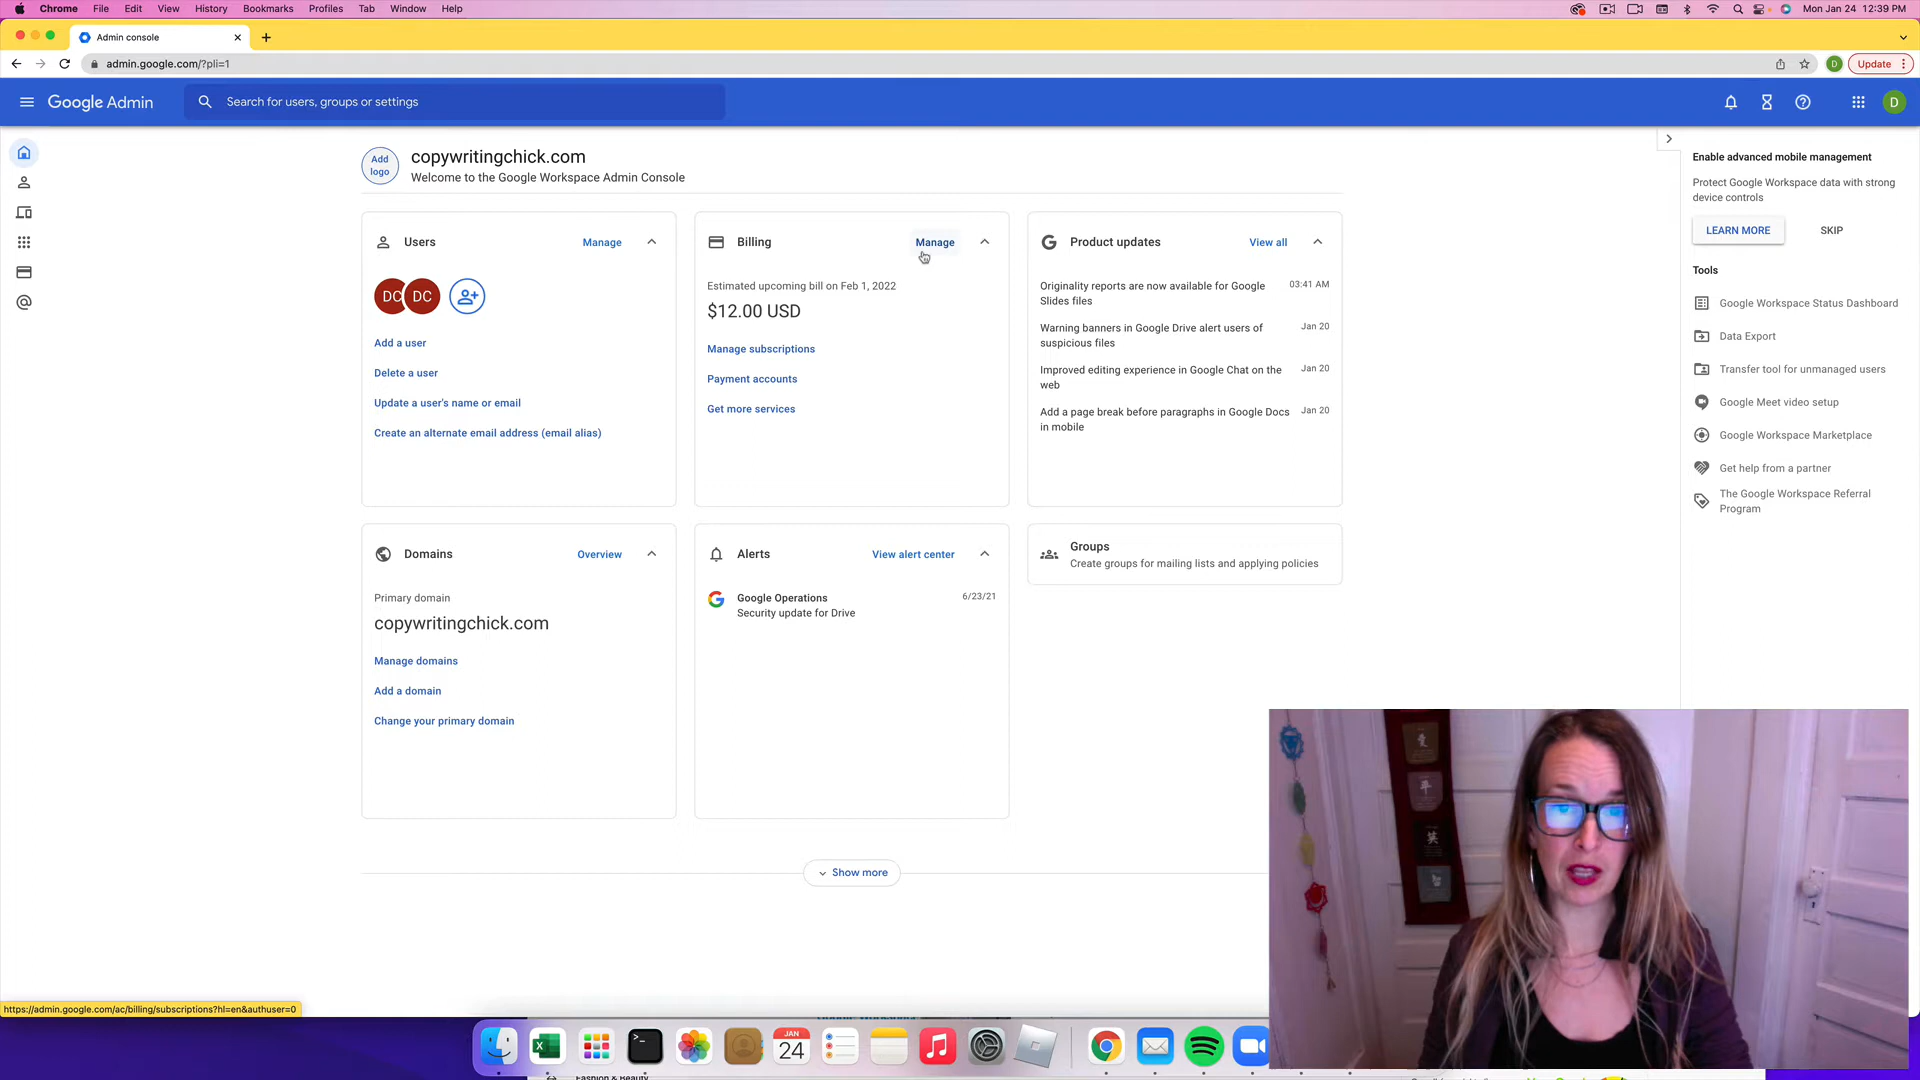 Chrome File Edit View History Bookmarks Profiles Tab Window Help Mon Jan 24 12:39 PM
Admin console
admin.google.com/?pli=1 D Update
Google Admin Search for users, groups or settings D
Add logo
copywritingchick.com
Welcome to the Google Workspace Admin Console
Users Manage
DC DC
Add a user
Delete a user
Update a user's name or email
Create an alternate email address (email alias)
Billing Manage
Estimated upcoming bill on Feb 1, 2022
$12.00 USD
Manage subscriptions
Payment accounts
Get more services
Product updates View all
Originality reports are now available for Google 03:41 AM
Slides files
Warning banners in Google Drive alert users of Jan 20
suspicious files
Improved editing experience in Google Chat on the Jan 20
web
Add a page break before paragraphs in Google Docs Jan 20
in mobile
Domains Overview
Primary domain
copywritingchick.com
Manage domains
Add a domain
Change your primary domain
Alerts View alert center
Google Operations 6/23/21
Security update for Drive
Groups
Create groups for mailing lists and applying policies
Show more
Enable advanced mobile management
Protect Google Workspace data with strong
device controls
LEARN MORE SKIP
Tools
Google Workspace Status Dashboard
Data Export
Transfer tool for unmanaged users
Google Meet video setup
Google Workspace Marketplace
Get help from a partner
The Google Workspace Referral
Program
https://admin.google.com/ac/billing/subscriptions?hl=en&authuser=0
JAN
24
Fashion & Beauty